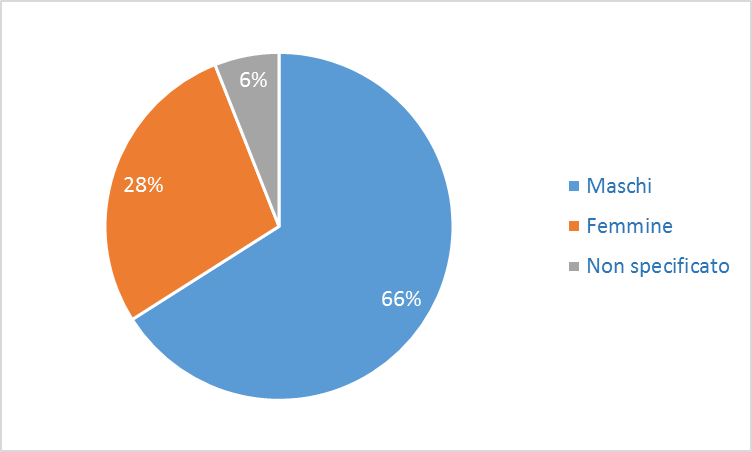 6%
28%
66%
Maschi
Femmine
Non specificato